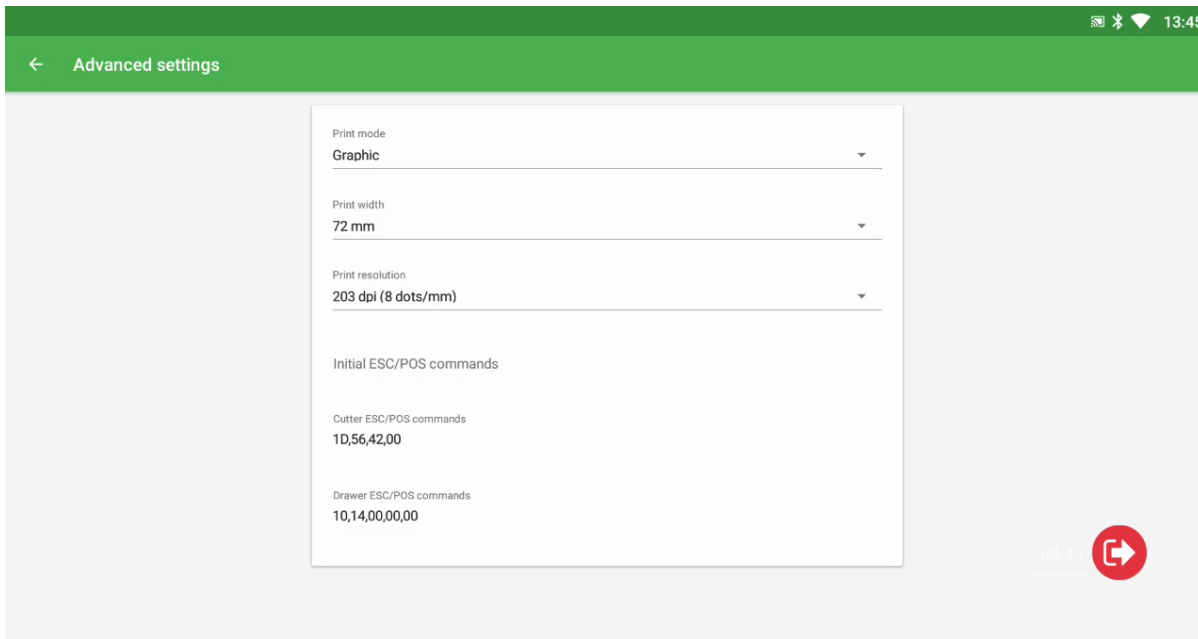 13:45
Advanced settings
Print mode
Graphic
Print width
72 mm
Print resolution
203 dpi (8 dots/mm)
Initial ESC/POS commands
Cutter ESC/POS commands
1D,56,42,00
Drawer ESC/POS commands
10,14,00,00,00